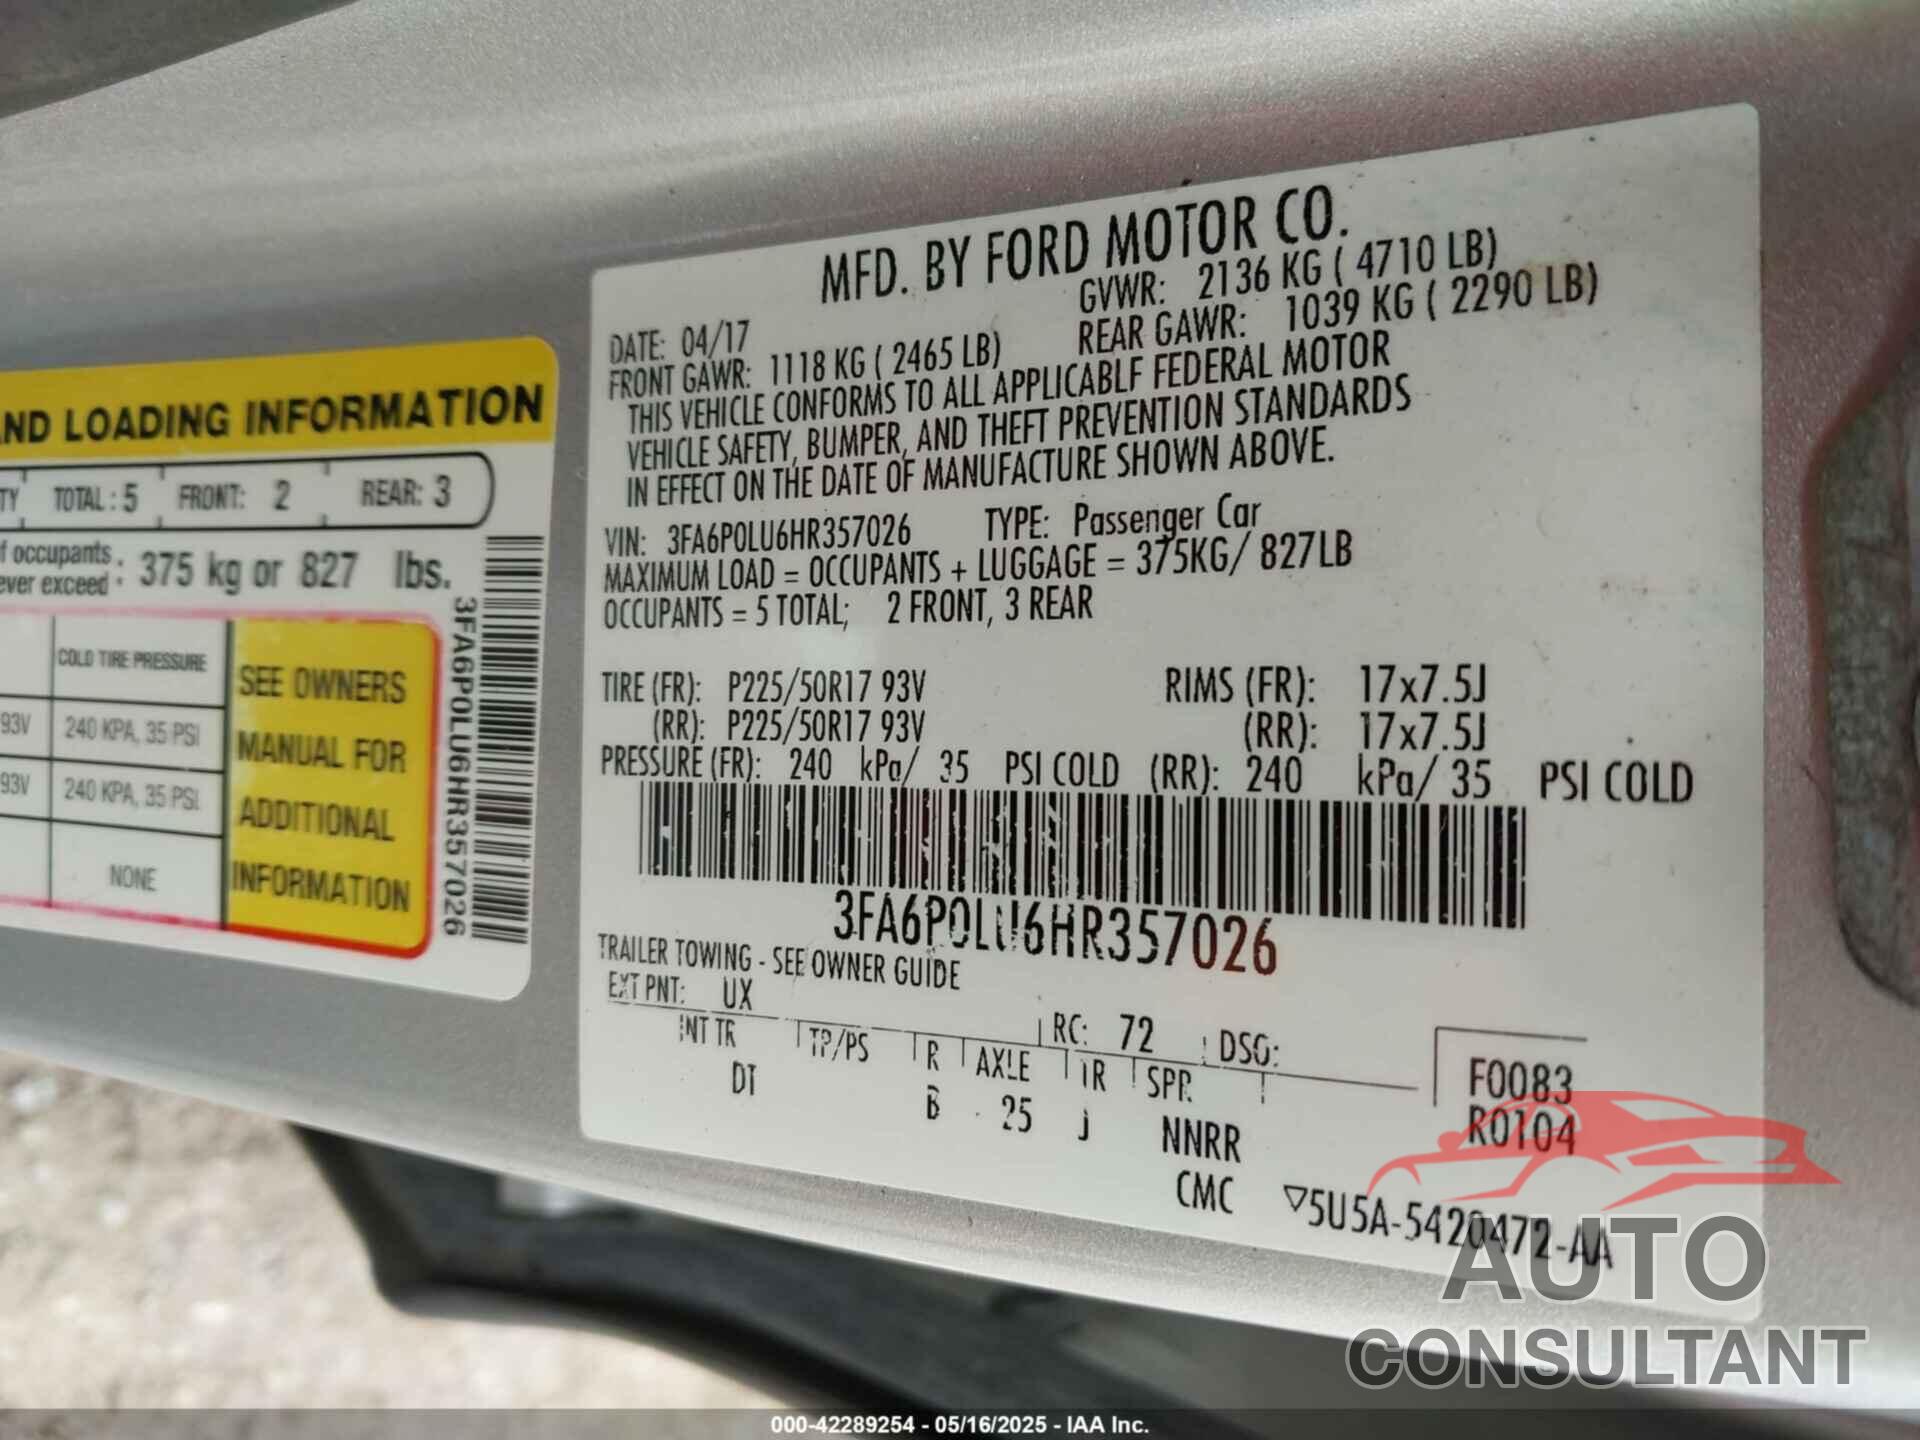 AND LOADING INFORMATION
TOTAL : 5 FRONT: 2 REAR: 3
of occupants
never exceed : 375 kg or 827 lbs.
COLD TIRE PRESSURE
93V 240 KPA, 35 PSI
93V 240 KPA, 35 PSI
NONE
SEE OWNERS
MANUAL FOR
ADDITIONAL
INFORMATION
3FA6P0LU6HR357026
MFD. BY FORD MOTOR CO.
DATE: 04/17 GVWR: 2136 KG ( 4710 LB)
FRONT GAWR: 1118 KG ( 2465 LB) REAR GAWR: 1039 KG ( 2290 LB)
THIS VEHICLE CONFORMS TO ALL APPLICABLE FEDERAL MOTOR
VEHICLE SAFETY, BUMPER, AND THEFT PREVENTION STANDARDS
IN EFFECT ON THE DATE OF MANUFACTURE SHOWN ABOVE.
VIN: 3FA6P0LU6HR357026 TYPE: Passenger Car
MAXIMUM LOAD = OCCUPANTS + LUGGAGE = 375KG/ 827LB
OCCUPANTS = 5 TOTAL; 2 FRONT, 3 REAR
TIRE (FR): P225/50R17 93V RIMS (FR): 17x7.5J
(RR): P225/50R17 93V (RR): 17x7.5J
PRESSURE (FR): 240 kPa/ 35 PSI COLD (RR): 240 kPa/ 35 PSI COLD
3FA6P0LU6HR357026
TRAILER TOWING - SEE OWNER GUIDE
EXT PNT: UX RC: 72 DSO:
INT TR TP/PS R AXLE TR SPR
DT B 25 J NNRR
CMC
F0083
R0104
▽5U5A-5420472-AA
AUTO
CONSULTANT
000-42289254 - 05/16/2025 - IAA Inc.